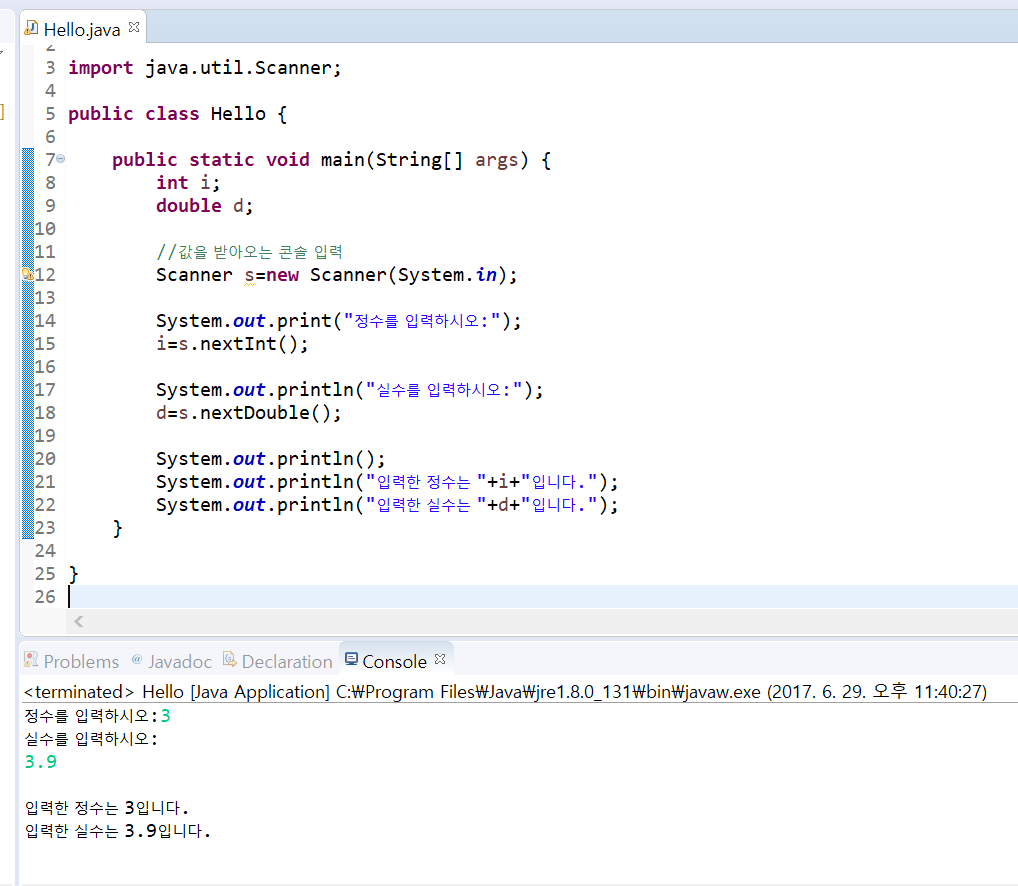 Hello.java
2
3 import java.util.Scanner;
4
5 public class Hello {
6
7 public static void main(String[] args) {
8 int i;
9 double d;
10
11 //값을 받아오는 콘솔 입력
12 Scanner s=new Scanner(System.in);
13
14 System.out.print("정수를 입력하시오:");
15 i=s.nextInt();
16
17 System.out.println("실수를 입력하시오:");
18 d=s.nextDouble();
19
20 System.out.println();
21 System.out.println("입력한 정수는 "+i+"입니다.");
22 System.out.println("입력한 실수는 "+d+"입니다.");
23 }
24
25 }
26
Problems @ Javadoc Declaration Console
<terminated> Hello [Java Application] C:₩Program Files₩Java₩jre1.8.0_131₩bin₩javaw.exe (2017. 6. 29. 오후 11:40:27)
정수를 입력하시오:3
실수를 입력하시오:
3.9
입력한 정수는 3입니다.
입력한 실수는 3.9입니다.